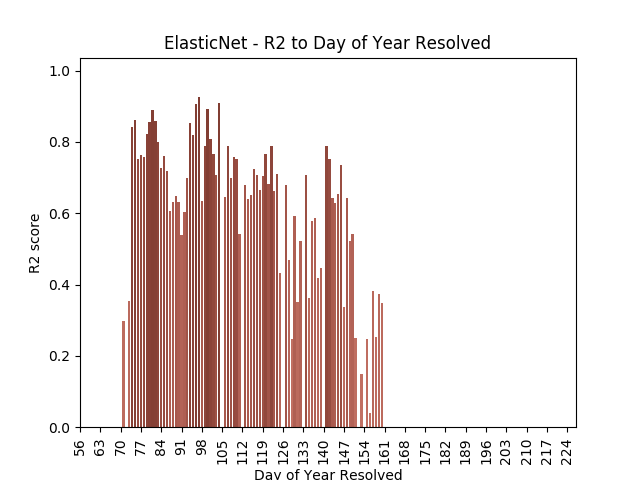 ElasticNet - R2 to Day of Year Resolved
R2 score
1.0
0.8
0.6
0.4
0.2
0.0
56 63 70 77 84 91 98 105 112 119 126 133 140 147 154 161 168 175 182 189 196 203 210 217 224
Day of Year Resolved